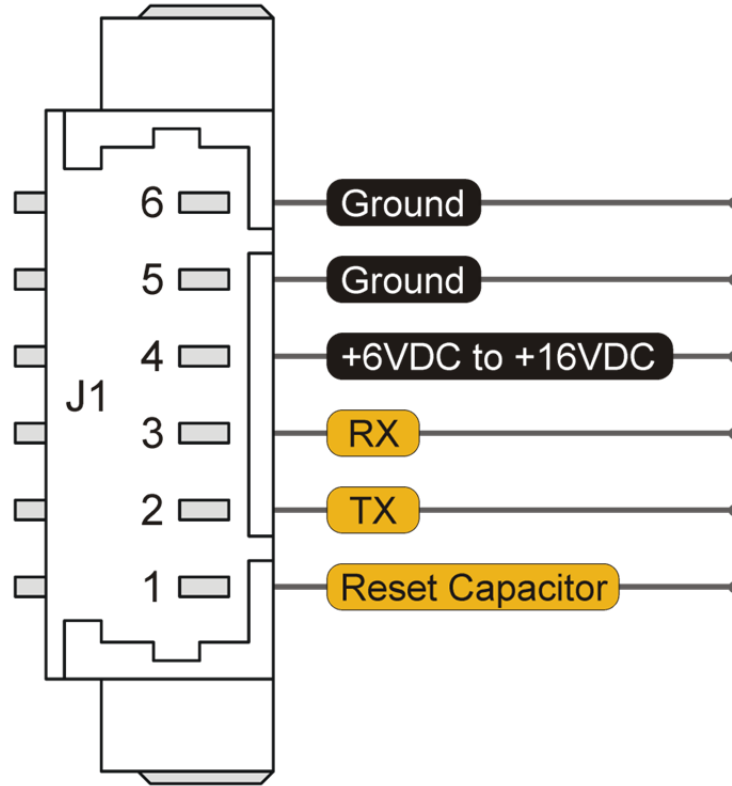 6 Ground
5 Ground
4 +6VDC to +16VDC
J1
3 RX
2 TX
1 Reset Capacitor